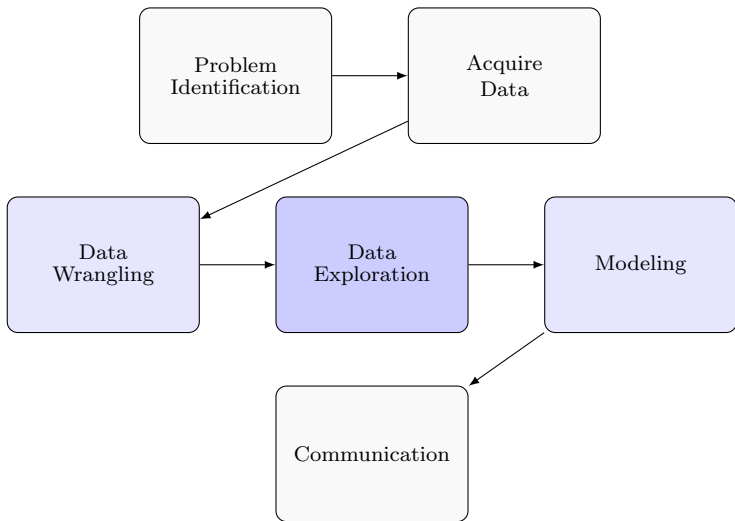 Problem
Identification
Acquire
Data
Data
Wrangling
Data
Exploration
Modeling
Communication